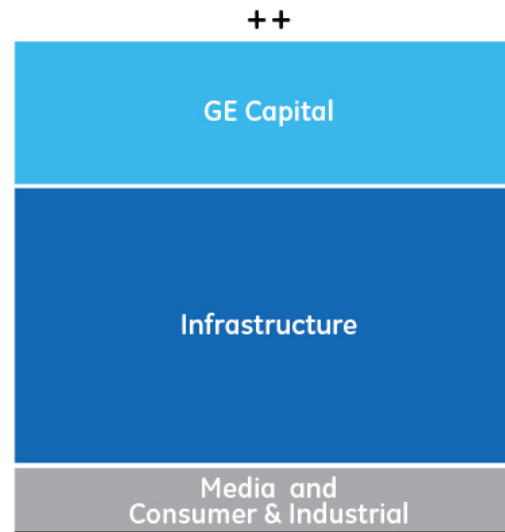 ++
GE Capital
Infrastructure
Media and
Consumer & Industrial